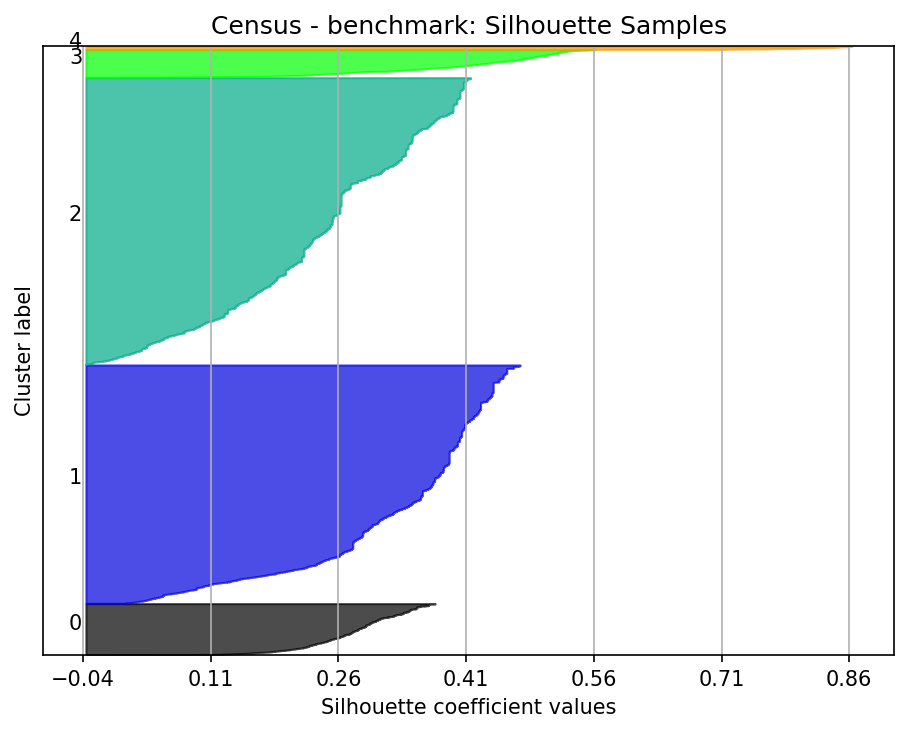 Census - benchmark: Silhouette Samples
4
3
2
1
0
Cluster label
−0.04 0.11 0.26 0.41 0.56 0.71 0.86
Silhouette coefficient values